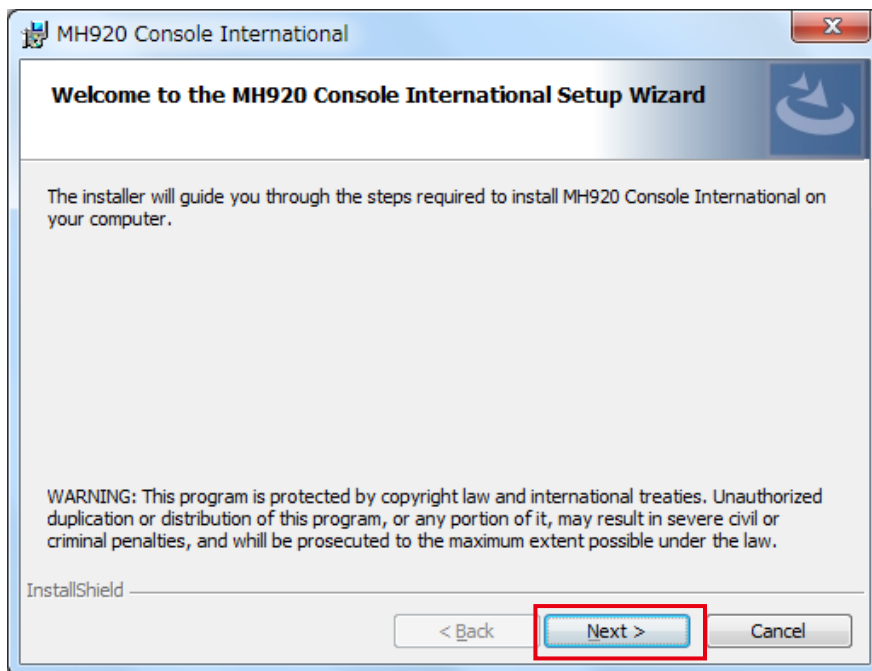 MH920 Console International
X
Welcome to the MH920 Console International Setup Wizard
The installer will guide you through the steps required to install MH920 Console International on
your computer.
WARNING: This program is protected by copyright law and international treaties. Unauthorized
duplication or distribution of this program, or any portion of it, may result in severe civil or
criminal penalties, and whill be prosecuted to the maximum extent possible under the law.
InstallShield
< Back Next > Cancel